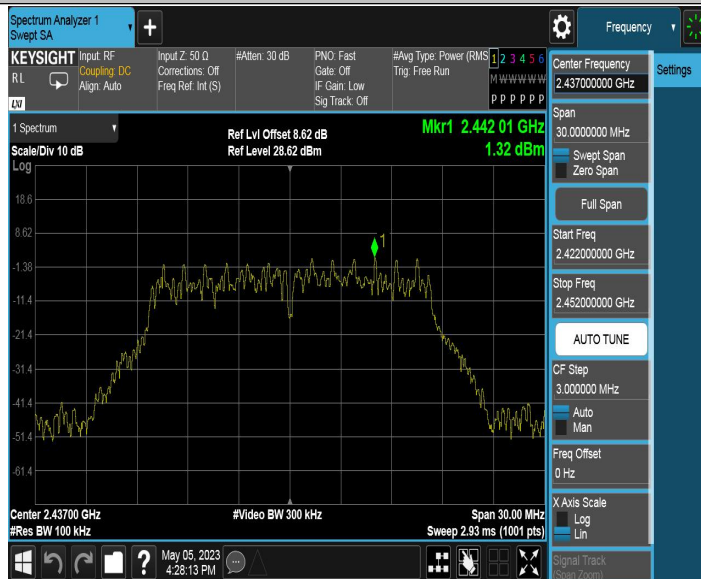 Spectrum Analyzer 1
Swept SA
+
Frequency
KEYSIGHT
RL
LXI
Input: RF
Coupling: DC
Align: Auto
Input Z: 50 Ω
Corrections: Off
Freq Ref: Int (S)
#Atten: 30 dB
PNO: Fast
Gate: Off
IF Gain: Low
Sig Track: Off
#Avg Type: Power (RMS
Trig: Free Run
1 2 3 4 5 6
M W W W W W
P P P P P P
1 Spectrum
Scale/Div 10 dB
Log
Ref Lvl Offset 8.62 dB
Ref Level 28.62 dBm
Mkr1 2.442 01 GHz
1.32 dBm
1
18.6
8.62
-1.38
-11.4
-21.4
-31.4
-41.4
-51.4
-61.4
Center 2.43700 GHz
#Res BW 100 kHz
#Video BW 300 kHz
Span 30.00 MHz
Sweep 2.93 ms (1001 pts)
?
May 05, 2023
4:28:13 PM
Center Frequency
2.437000000 GHz
Settings
Span
30.0000000 MHz
Swept Span
Zero Span
Full Span
Start Freq
2.422000000 GHz
Stop Freq
2.452000000 GHz
AUTO TUNE
CF Step
3.000000 MHz
Auto
Man
Freq Offset
0 Hz
X Axis Scale
Log
Lin
Signal Track
(Span Zoom)